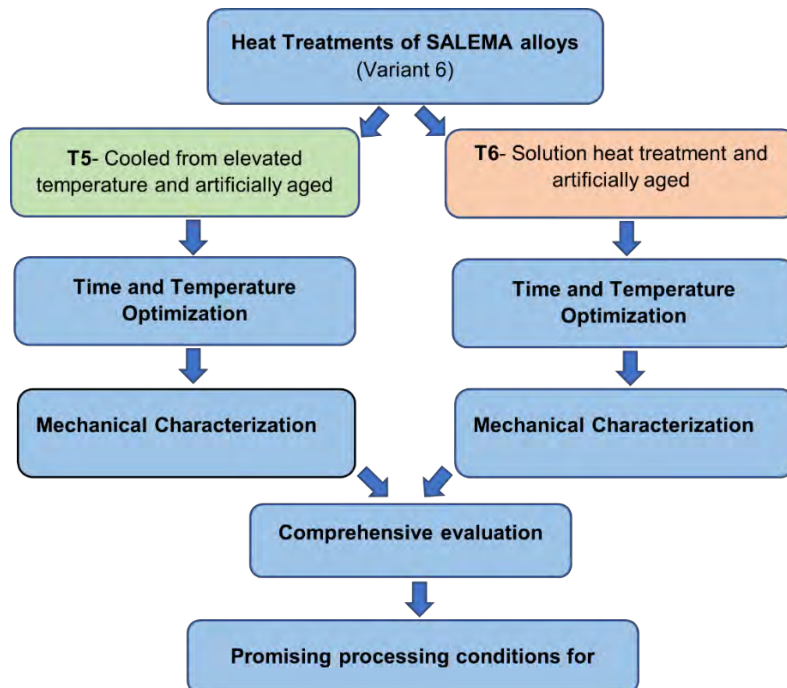 Heat Treatments of SALEMA alloys
(Variant 6)
T5- Cooled from elevated
temperature and artificially aged
T6- Solution heat treatment and
artificially aged
Time and Temperature
Optimization
Time and Temperature
Optimization
Mechanical Characterization
Mechanical Characterization
Comprehensive evaluation
Promising processing conditions for